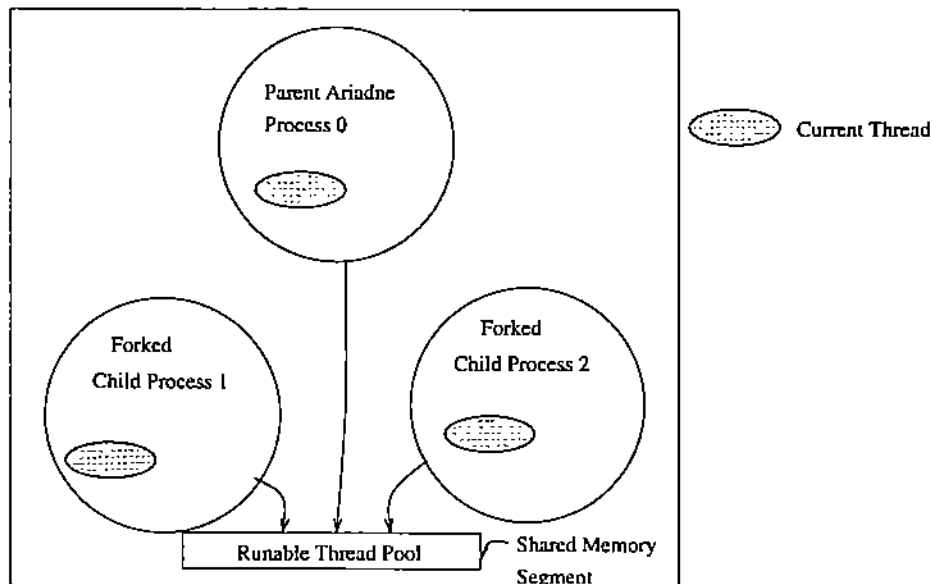 Parent Ariadne
Process 0
Current Thread
Forked
Child Process 1
Forked
Child Process 2
Runable Thread Pool
Shared Memory
Segment